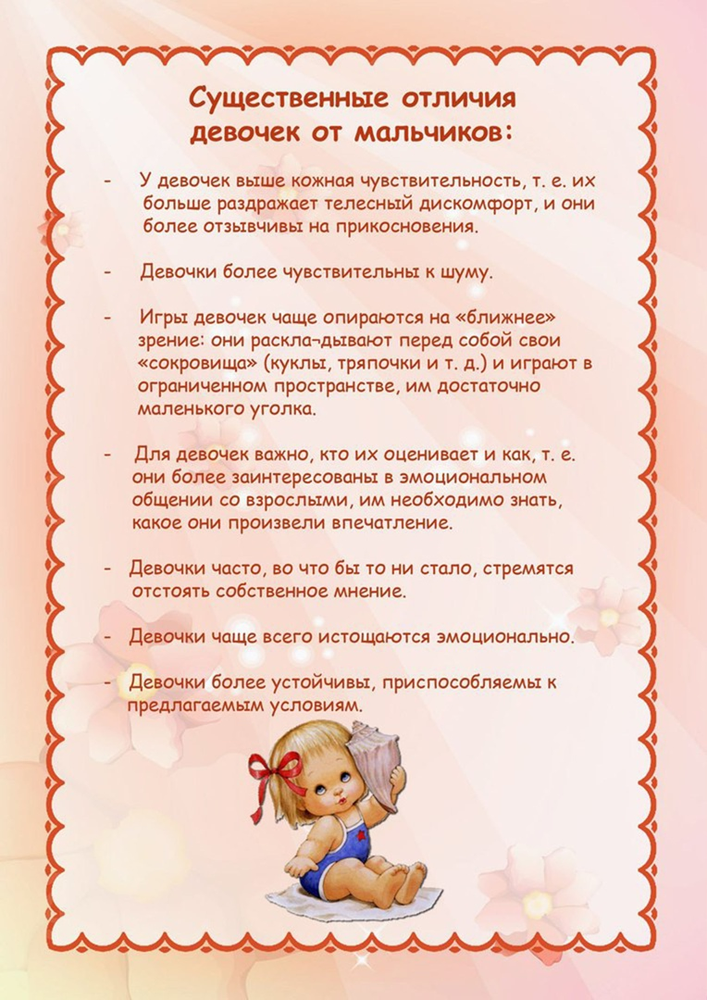 Существенные отличия
девочек от мальчиков:
- У девочек выше кожная чувствительность, т. е. их
больше раздражает телесный дискомфорт, и они
более отзывчивы на прикосновения.
- Девочки более чувствительны к шуму.
- Игры девочек чаще опираются на «ближнее»
зрение: они раскла¬дывают перед собой свои
«сокровища» (куклы, тряпочки и т. д.) и играют в
ограниченном пространстве, им достаточно
маленького уголка.
- Для девочек важно, кто их оценивает и как, т. е.
они более заинтересованы в эмоциональном
общении со взрослыми, им необходимо знать,
какое они произвели впечатление.
- Девочки часто, во что бы то ни стало, стремятся
отстоять собственное мнение.
- Девочки чаще всего истощаются эмоционально.
- Девочки более устойчивы, приспособляемы к
предлагаемым условиям.